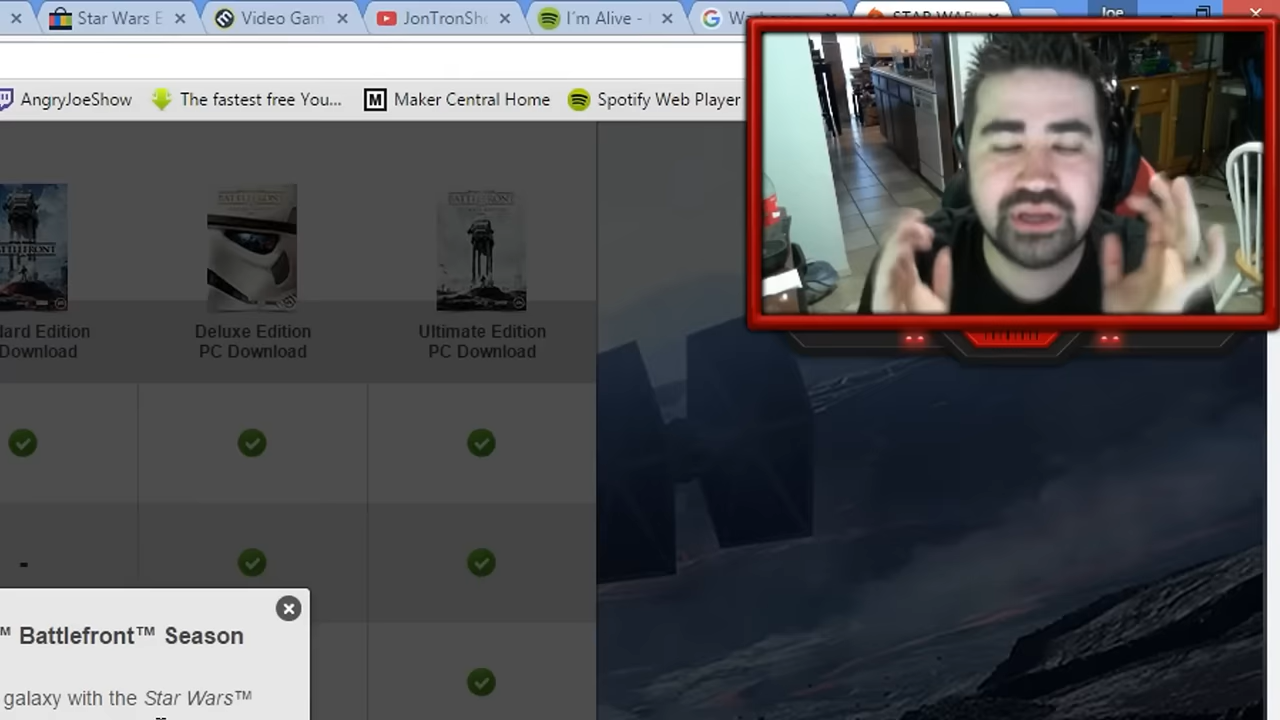 Star Wars E
Video Gam
JonTronSh
I'm Alive -
Joe
AngryJoeShow
The fastest free You...
M
Maker Central Home
Spotify Web Player
BATTLEFRONT
dard Edition
Download
Deluxe Edition
PC Download
Ultimate Edition
PC Download
-
™ Battlefront™ Season
galaxy with the Star Wars™